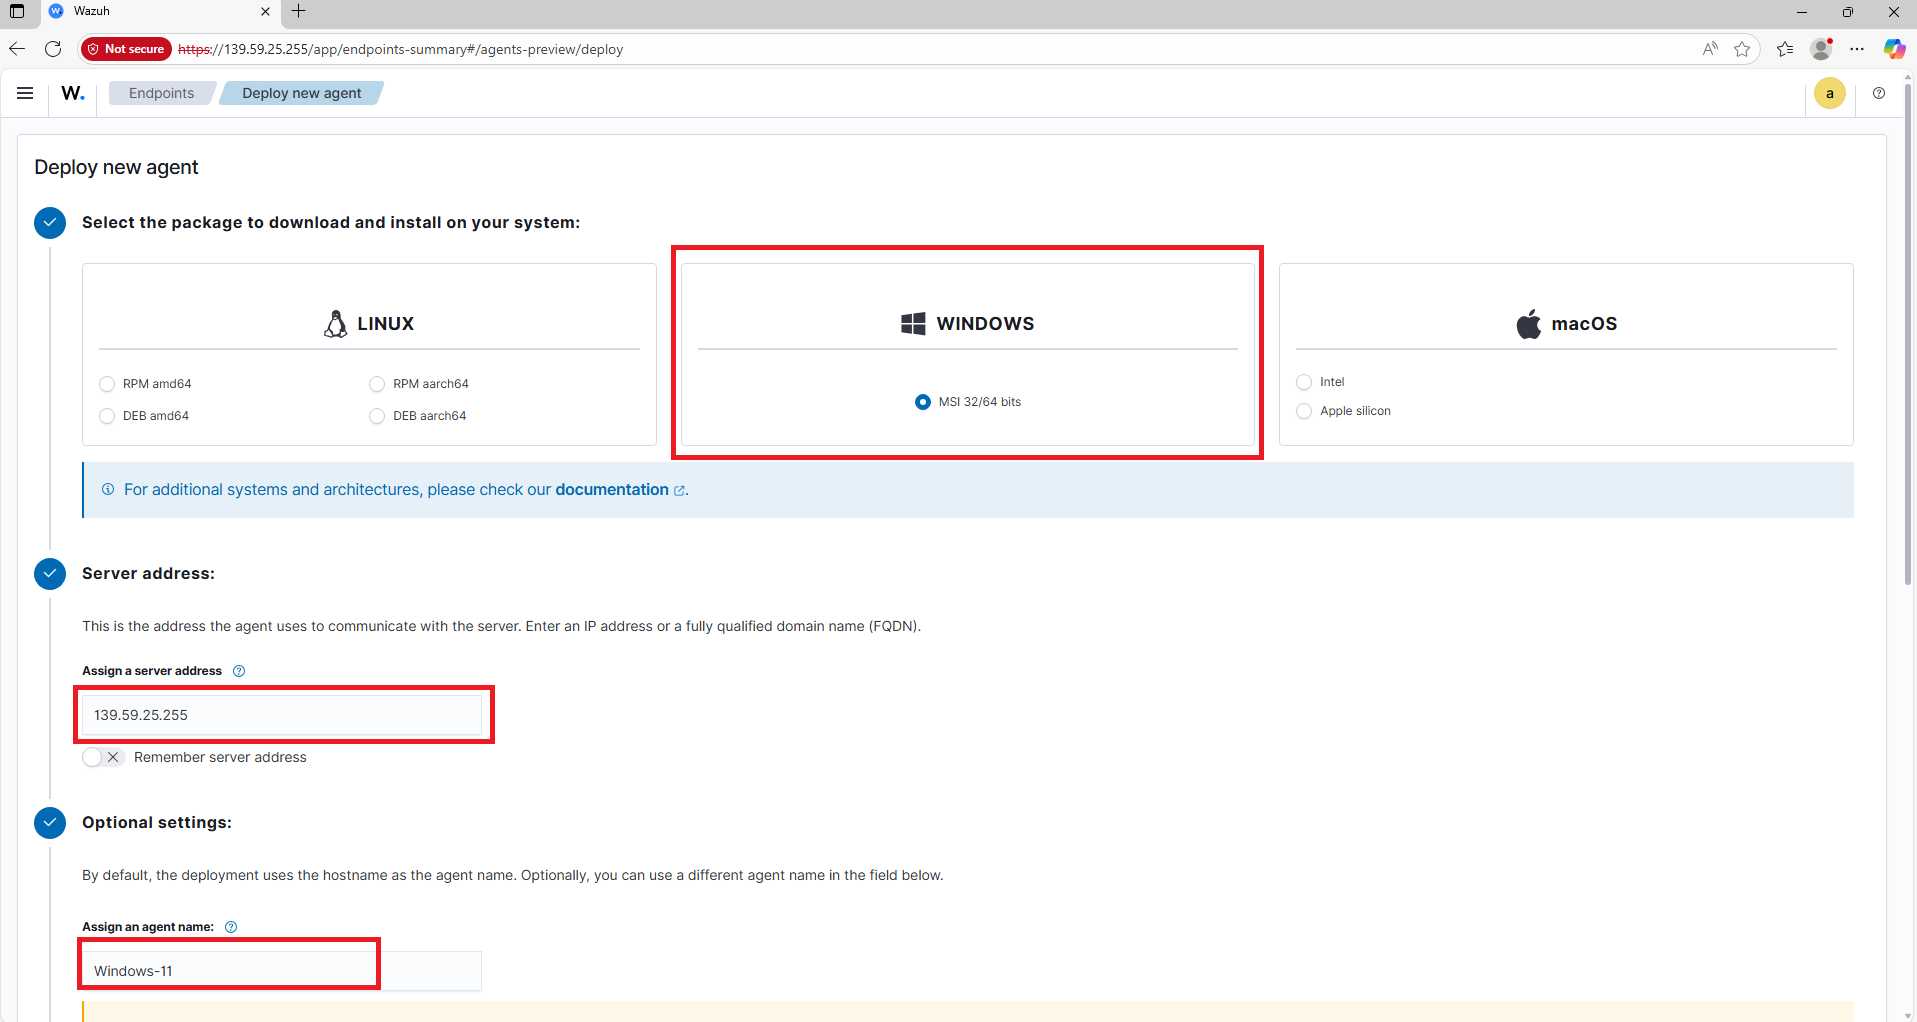 Wazuh
Not secure https://139.59.25.255/app/endpoints-summary#/agents-preview/deploy
W. Endpoints Deploy new agent a
Deploy new agent
Select the package to download and install on your system:
LINUX
RPM amd64 RPM aarch64
DEB amd64 DEB aarch64
WINDOWS
MSI 32/64 bits
macOS
Intel
Apple silicon
For additional systems and architectures, please check our documentation.
Server address:
This is the address the agent uses to communicate with the server. Enter an IP address or a fully qualified domain name (FQDN).
Assign a server address
139.59.25.255
Remember server address
Optional settings:
By default, the deployment uses the hostname as the agent name. Optionally, you can use a different agent name in the field below.
Assign an agent name:
Windows-11